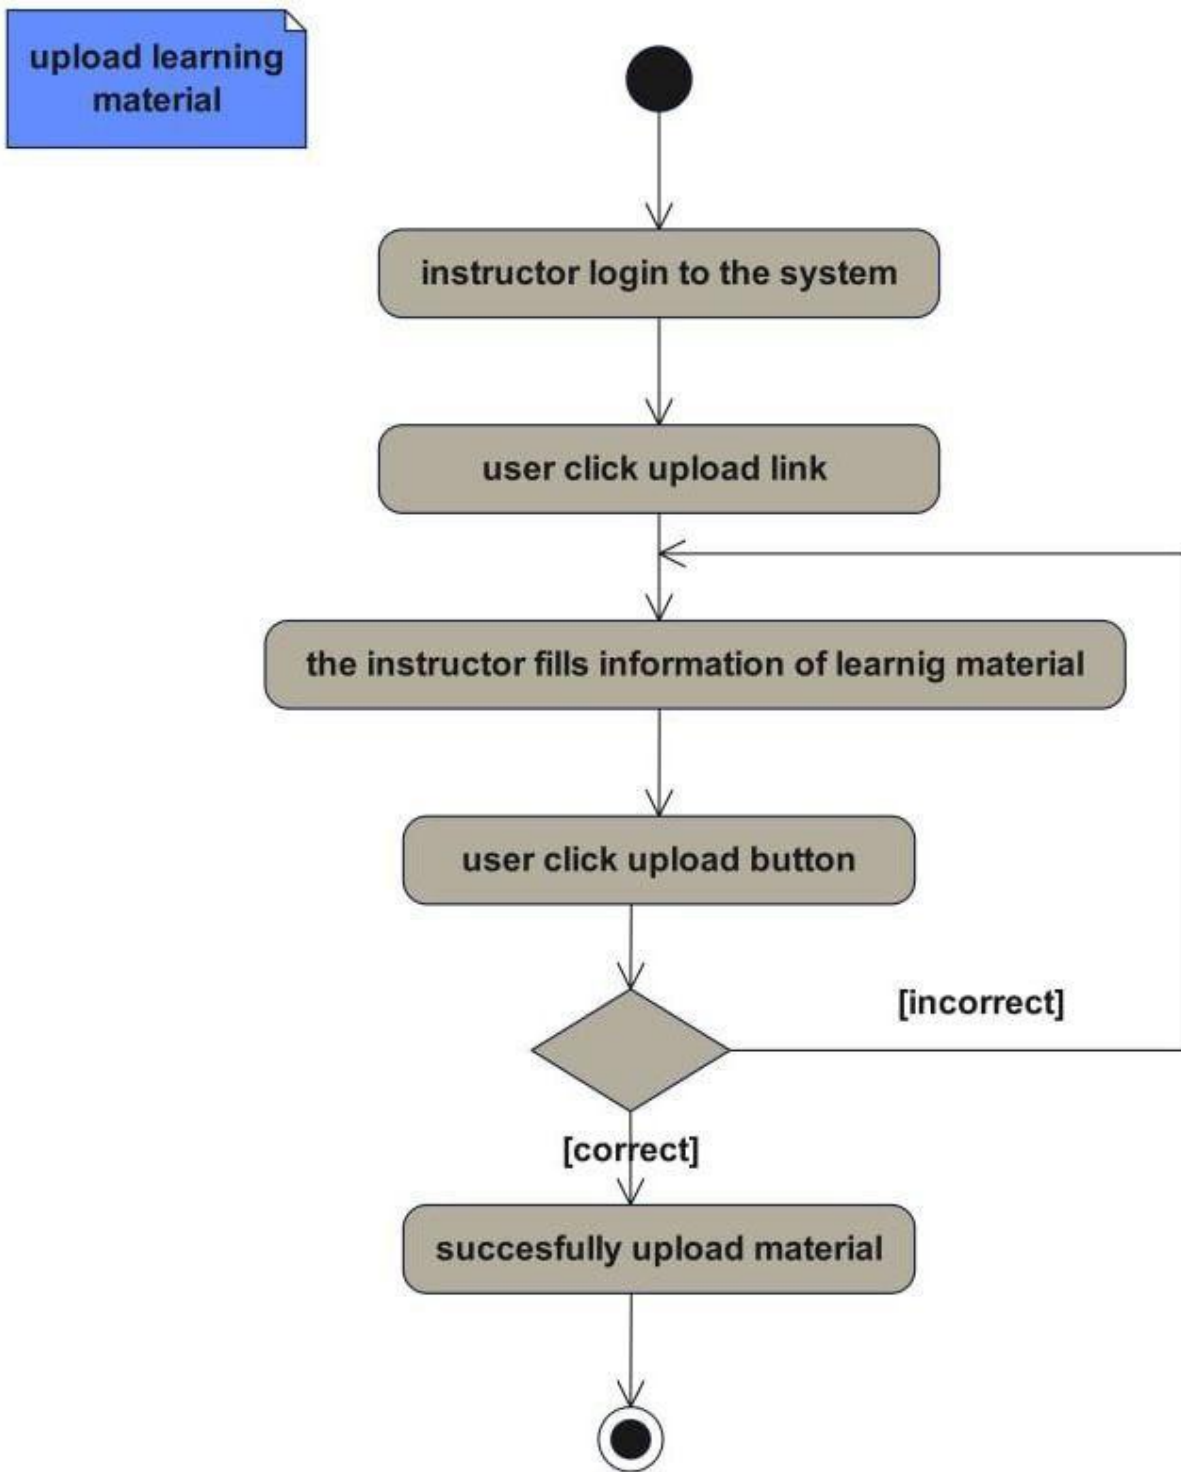 upload learning
material
instructor login to the system
user click upload link
the instructor fills information of learnig material
user click upload button
[incorrect]
[correct]
succesfully upload material